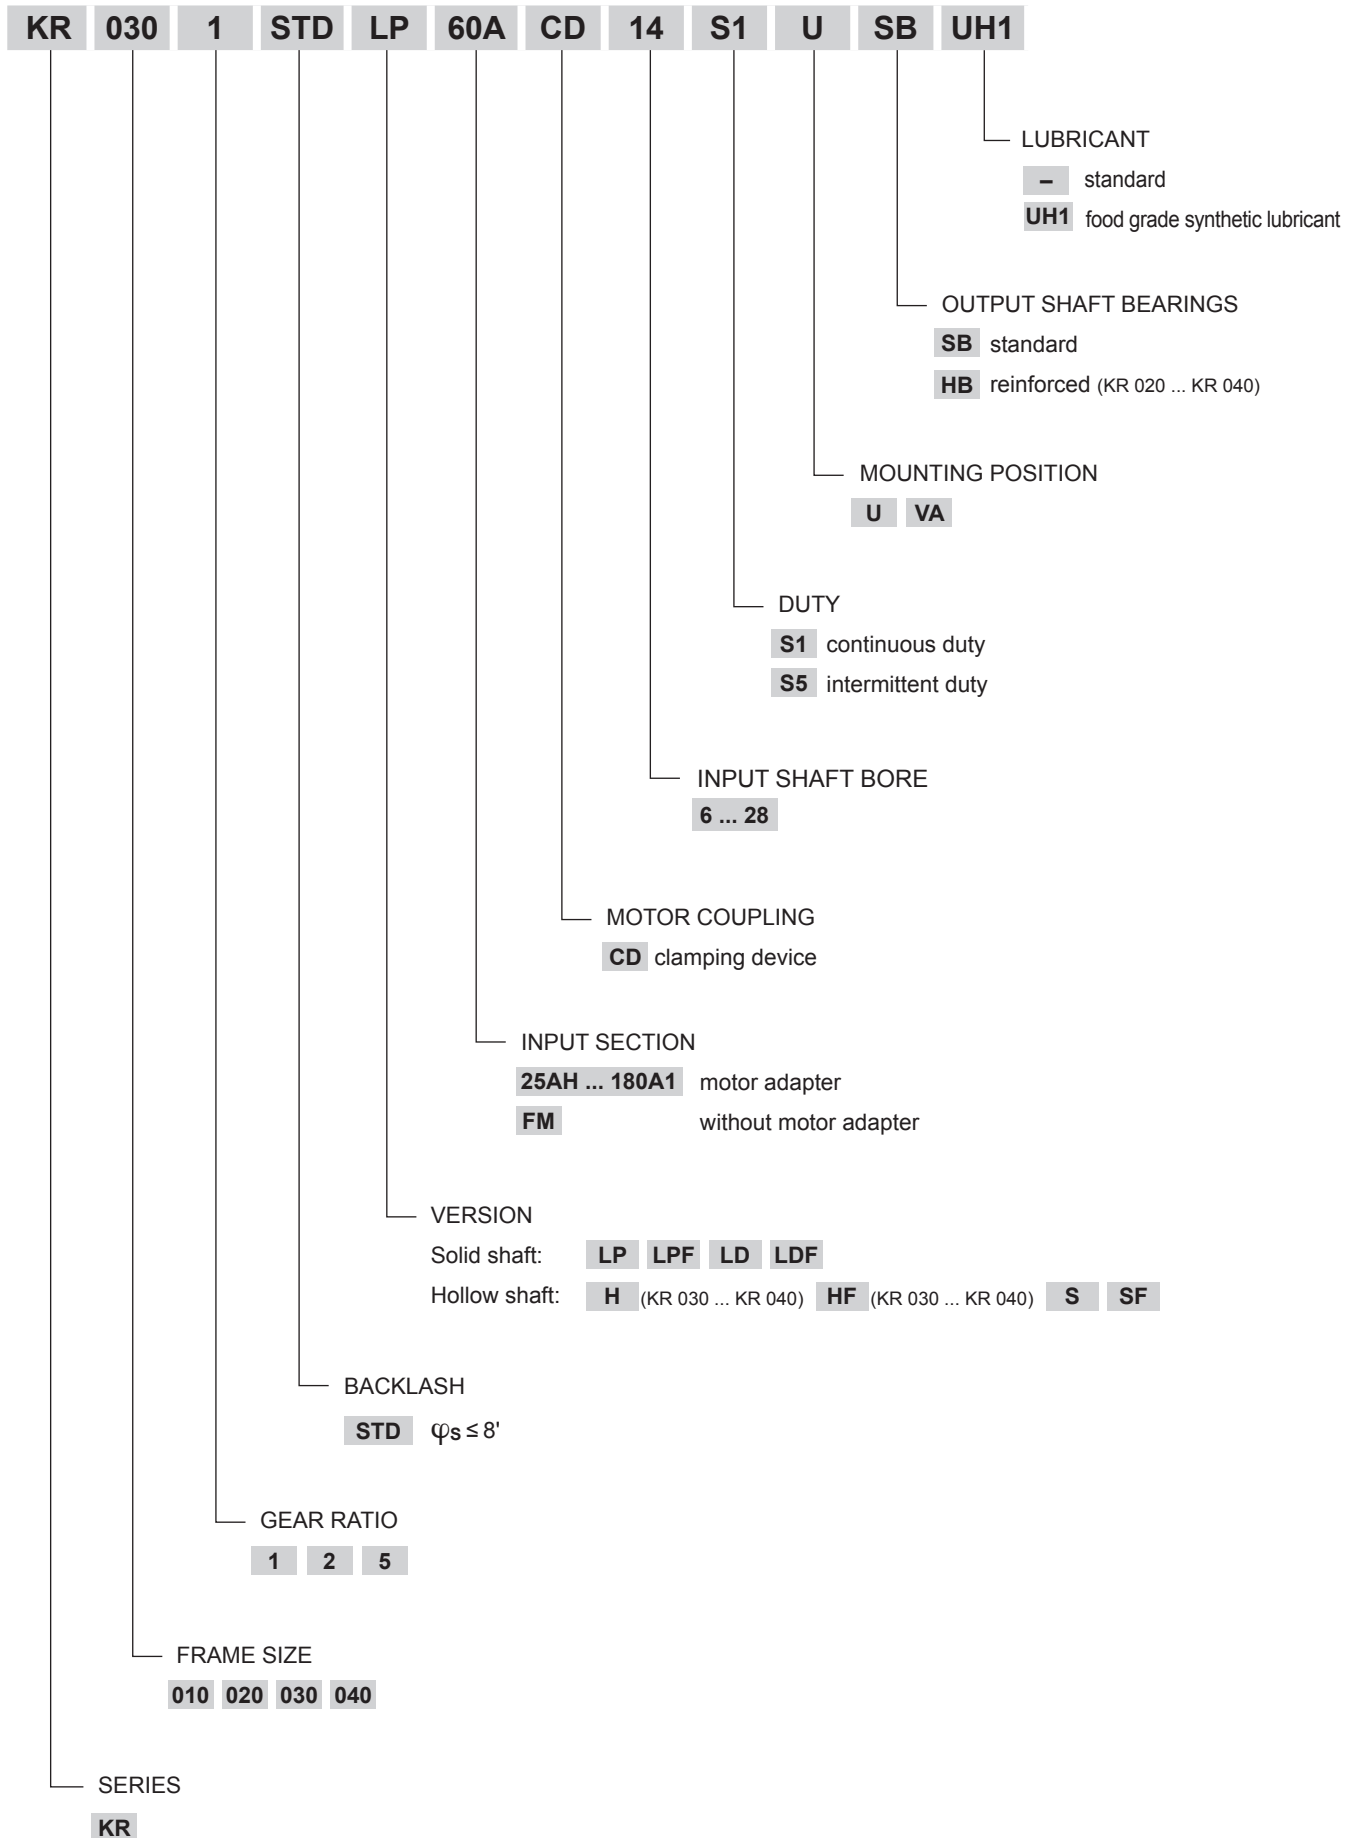 KR 030 1 STD LP 60A CD 14 S1 U SB UH1
LUBRICANT
– standard
UH1 food grade synthetic lubricant
OUTPUT SHAFT BEARINGS
SB standard
HB reinforced (KR 020 ... KR 040)
MOUNTING POSITION
U VA
DUTY
S1 continuous duty
S5 intermittent duty
INPUT SHAFT BORE
6 ... 28
MOTOR COUPLING
CD clamping device
INPUT SECTION
25AH ... 180A1 motor adapter
FM without motor adapter
VERSION
Solid shaft: LP LPF LD LDF
Hollow shaft: H (KR 030 ... KR 040) HF (KR 030 ... KR 040) S SF
BACKLASH
STD φs ≤ 8'
GEAR RATIO
1 2 5
FRAME SIZE
010 020 030 040
SERIES
KR